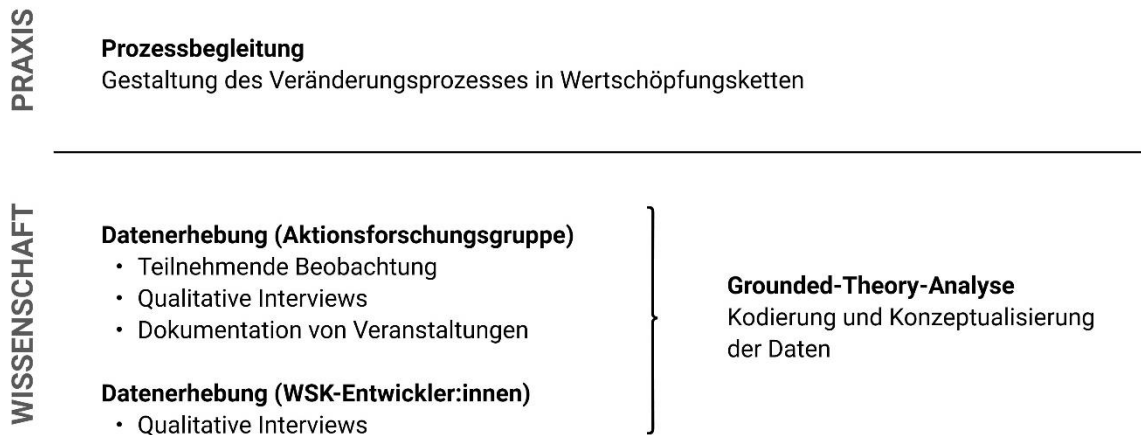 PRAXIS
Prozessbegleitung
Gestaltung des Veränderungsprozesses in Wertschöpfungsketten
WISSENSCHAFT
Datenerhebung (Aktionsforschungsgruppe)
• Teilnehmende Beobachtung
• Qualitative Interviews
• Dokumentation von Veranstaltungen
Datenerhebung (WSK-Entwickler:innen)
• Qualitative Interviews
Grounded-Theory-Analyse
Kodierung und Konzeptualisierung
der Daten